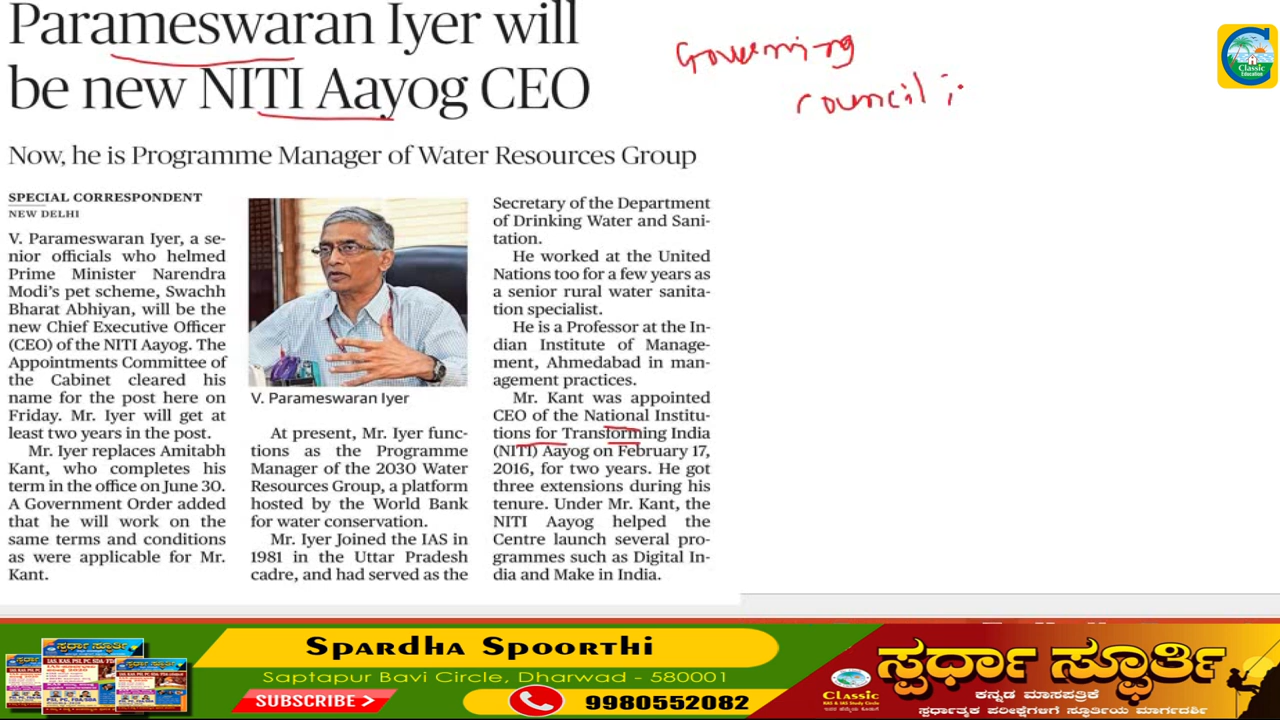 Parameswaran Iyer will
be new NITI Aayog CEO
Now, he is Programme Manager of Water Resources Group
SPECIAL CORRESPONDENT
NEW DELHI
V. Parameswaran Iyer, a se-
nior officials who helmed
Prime Minister Narendra
Modi's pet scheme, Swachh
Bharat Abhiyan, will be the
new Chief Executive Officer
(CEO) of the NITI Aayog. The
Appointments Committee of
the Cabinet cleared his
name for the post here on
Friday. Mr. Iyer will get at
least two years in the post.
Mr. Iyer replaces Amitabh
Kant, who completes his
term in the office on June 30.
A Government Order added
that he will work on the
same terms and conditions
as were applicable for Mr.
Kant.
V. Parameswaran Iyer
At present, Mr. Iyer func-
tions as the Programme
Manager of the 2030 Water
Resources Group, a platform
hosted by the World Bank
for water conservation.
Mr. Iyer Joined the IAS in
1981 in the Uttar Pradesh
cadre, and had served as the
Secretary of the Department
of Drinking Water and Sani-
tation.
He worked at the United
Nations too for a few years as
a senior rural water sanita-
tion specialist.
He is a Professor at the In-
dian Institute of Manage-
ment, Ahmedabad in man-
agement practices.
Mr. Kant was appointed
CEO of the National Institu-
tions for Transforming India
(NITI) Aayog on February 17,
2016, for two years. He got
three extensions during his
tenure. Under Mr. Kant, the
NITI Aayog helped the
Centre launch several pro-
grammes such as Digital In-
dia and Make in India.
Governing
council :
Classic
Education
Spardha Spoorthi
Saptapur Bavi Circle, Dharwad - 580001
SUBSCRIBE >
9980552082
ಸ್ಪರ್ಧಾ ಸ್ಫೂರ್ತಿ
ಕನ್ನಡ ಮಾಸಪತ್ರಿಕೆ
ಸ್ಪರ್ಧಾತ್ಮಕ ಪರೀಕ್ಷೆಗಳಿಗೆ ಸ್ಫೂರ್ತಿಯ ಮಾರ್ಗದರ್ಶಿ
Classic
KAS & IAS Study Circle